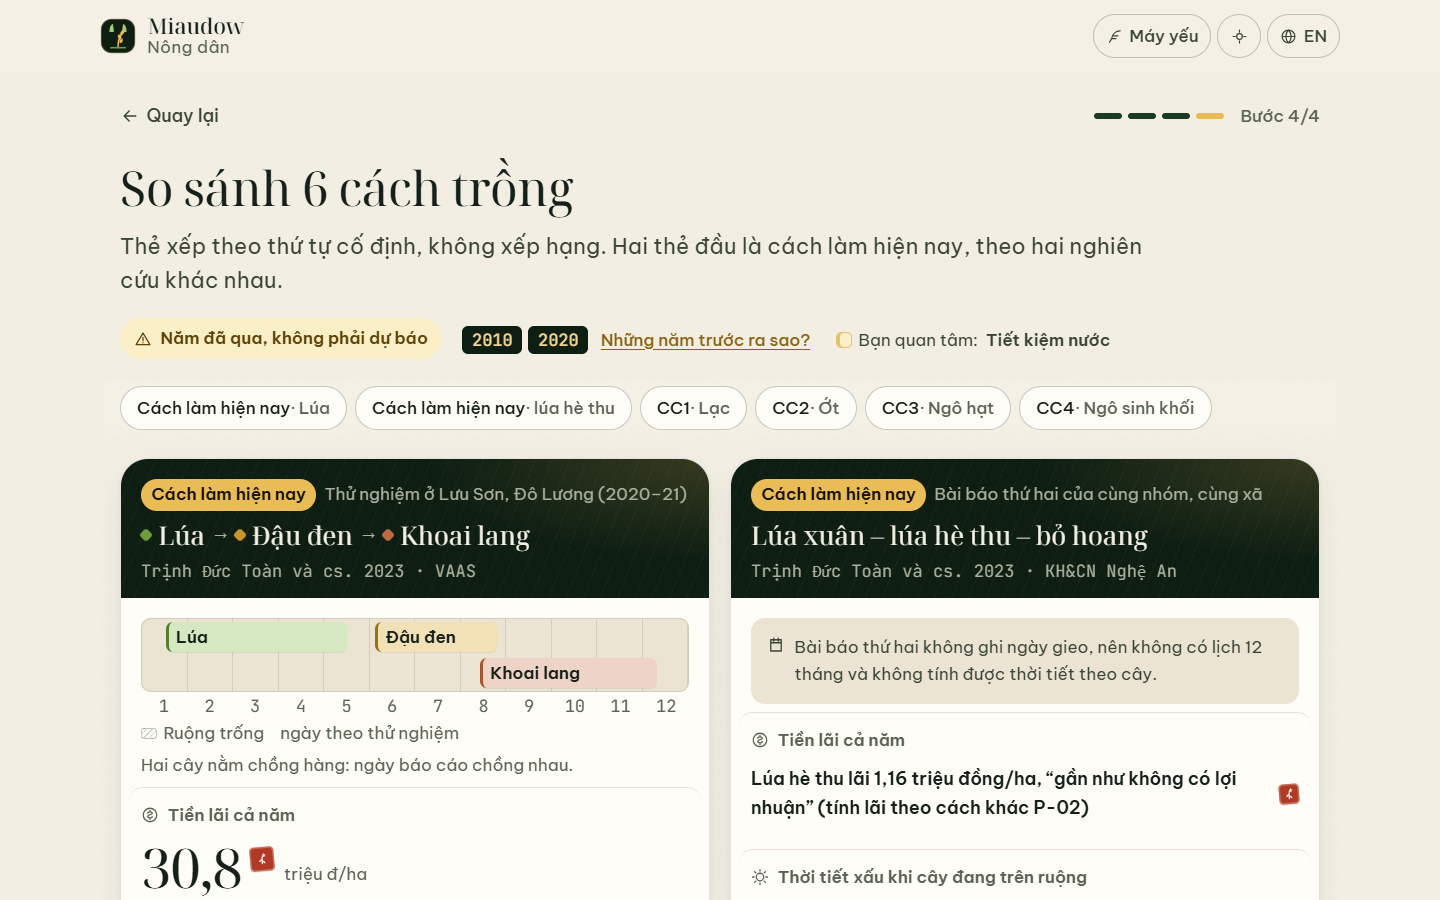 Miaudow
Nông dân
Máy yếu
EN
← Quay lại
Bước 4/4
So sánh 6 cách trồng
Thẻ xếp theo thứ tự cố định, không xếp hạng. Hai thẻ đầu là cách làm hiện nay, theo hai nghiên
cứu khác nhau.
Năm đã qua, không phải dự báo
2010 2020
Những năm trước ra sao?
Bạn quan tâm: Tiết kiệm nước
Cách làm hiện nay· Lúa
Cách làm hiện nay· lúa hè thu
CC1· Lạc
CC2· Ớt
CC3· Ngô hạt
CC4· Ngô sinh khối
Cách làm hiện nay Thử nghiệm ở Lưu Sơn, Đô Lương (2020–21)
Lúa → Đậu đen → Khoai lang
Trịnh Đức Toàn và cs. 2023 · VAAS
Lúa
Đậu đen
Khoai lang
1 2 3 4 5 6 7 8 9 10 11 12
Ruộng trống ngày theo thử nghiệm
Hai cây nằm chồng hàng: ngày báo cáo chồng nhau.
Tiền lãi cả năm
30,8 triệu đ/ha
Cách làm hiện nay Bài báo thứ hai của cùng nhóm, cùng xã
Lúa xuân – lúa hè thu – bỏ hoang
Trịnh Đức Toàn và cs. 2023 · KH&CN Nghệ An
Bài báo thứ hai không ghi ngày gieo, nên không có lịch 12
tháng và không tính được thời tiết theo cây.
Tiền lãi cả năm
Lúa hè thu lãi 1,16 triệu đồng/ha, “gần như không có lợi
nhuận” (tính lãi theo cách khác P-02)
Thời tiết xấu khi cây đang trên ruộng